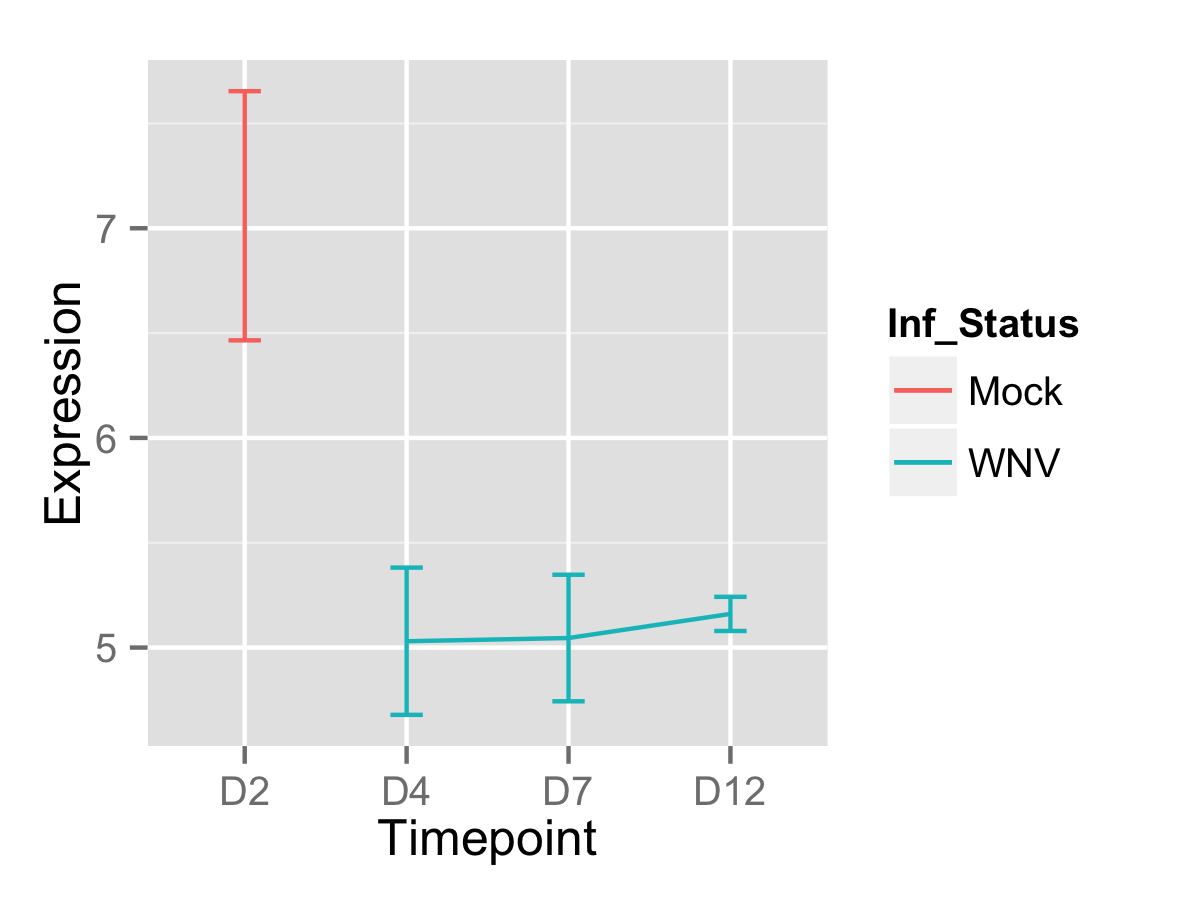 7
6
5
Expression
D2 D4 D7 D12
Timepoint
Inf_Status
Mock
WNV